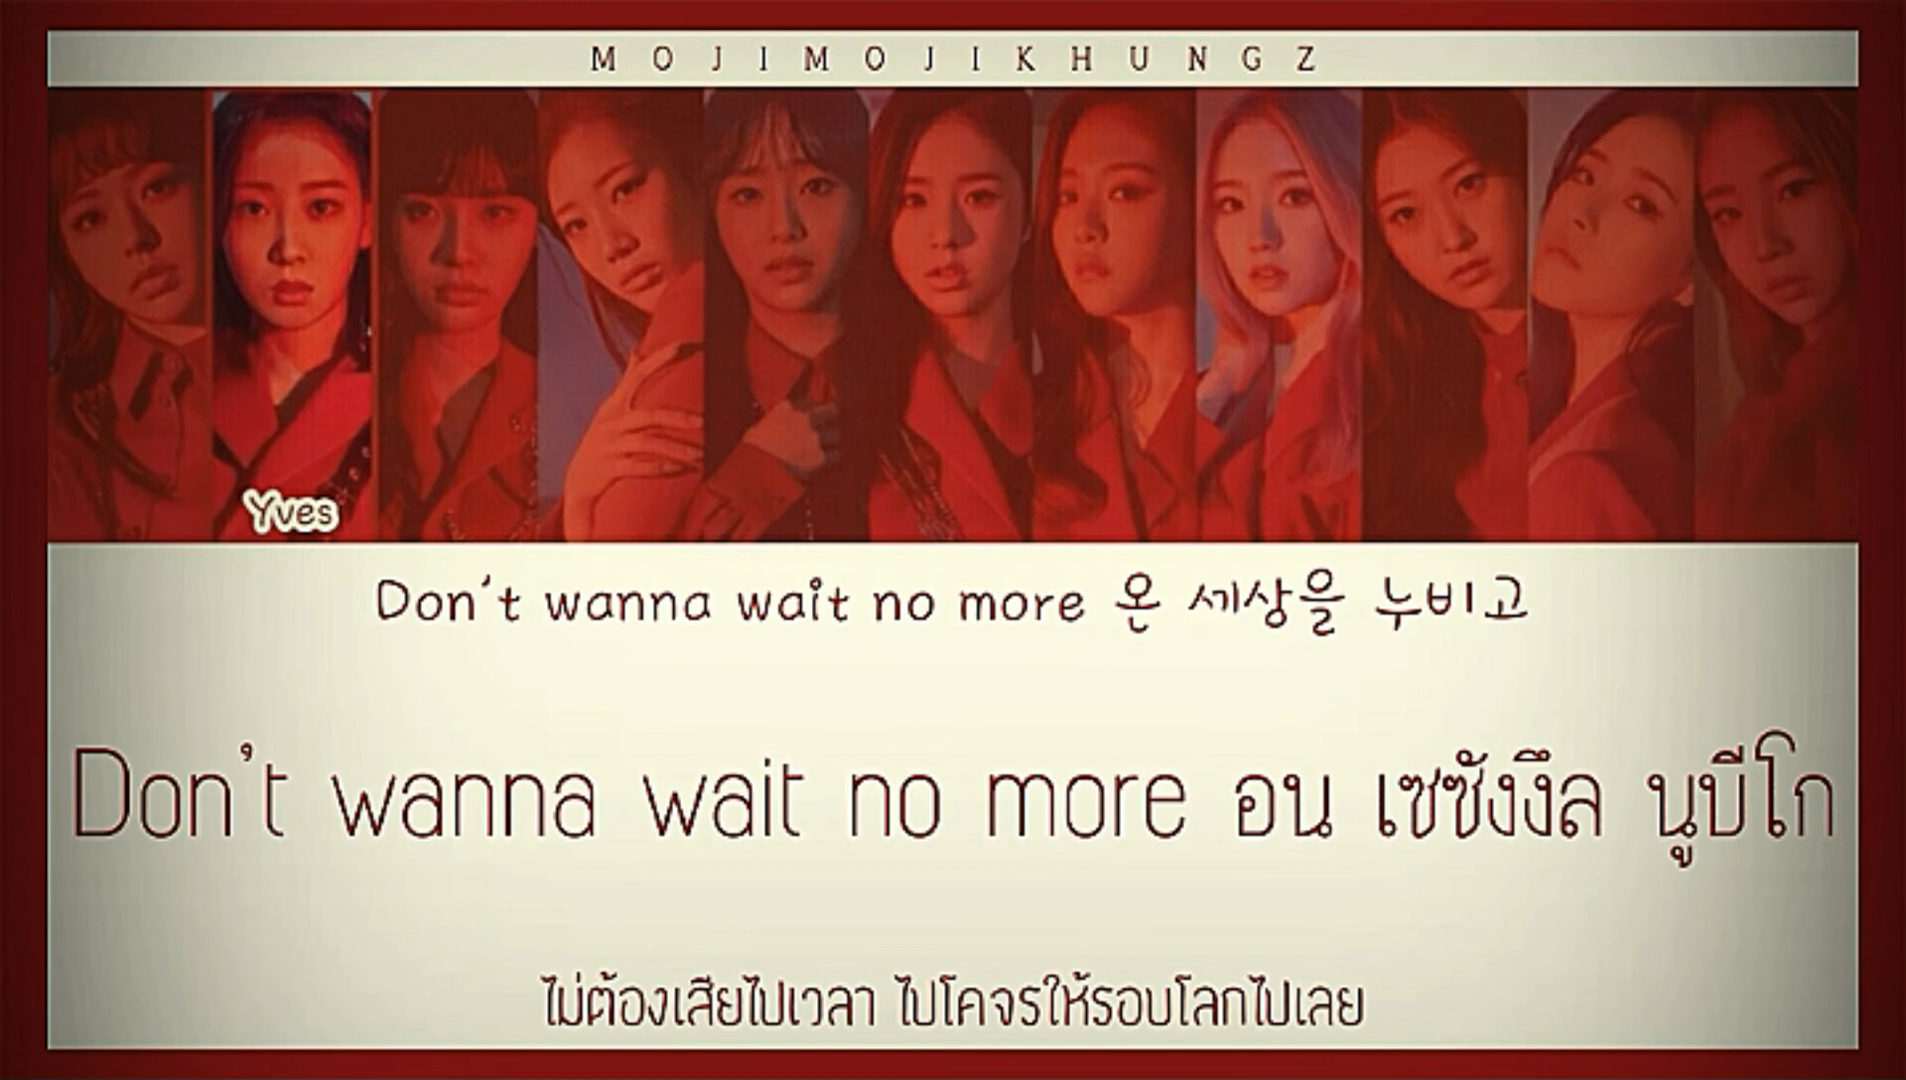 MOJIMOJIKHUNGZ
Yves
Don't wanna wait no more 온 세상을 누비고
Don't wanna wait no more อน เซซังงึล นูบีโก
ไม่ต้องเสียไปเวลา ไปโคจรให้รอบโลกไปเลย